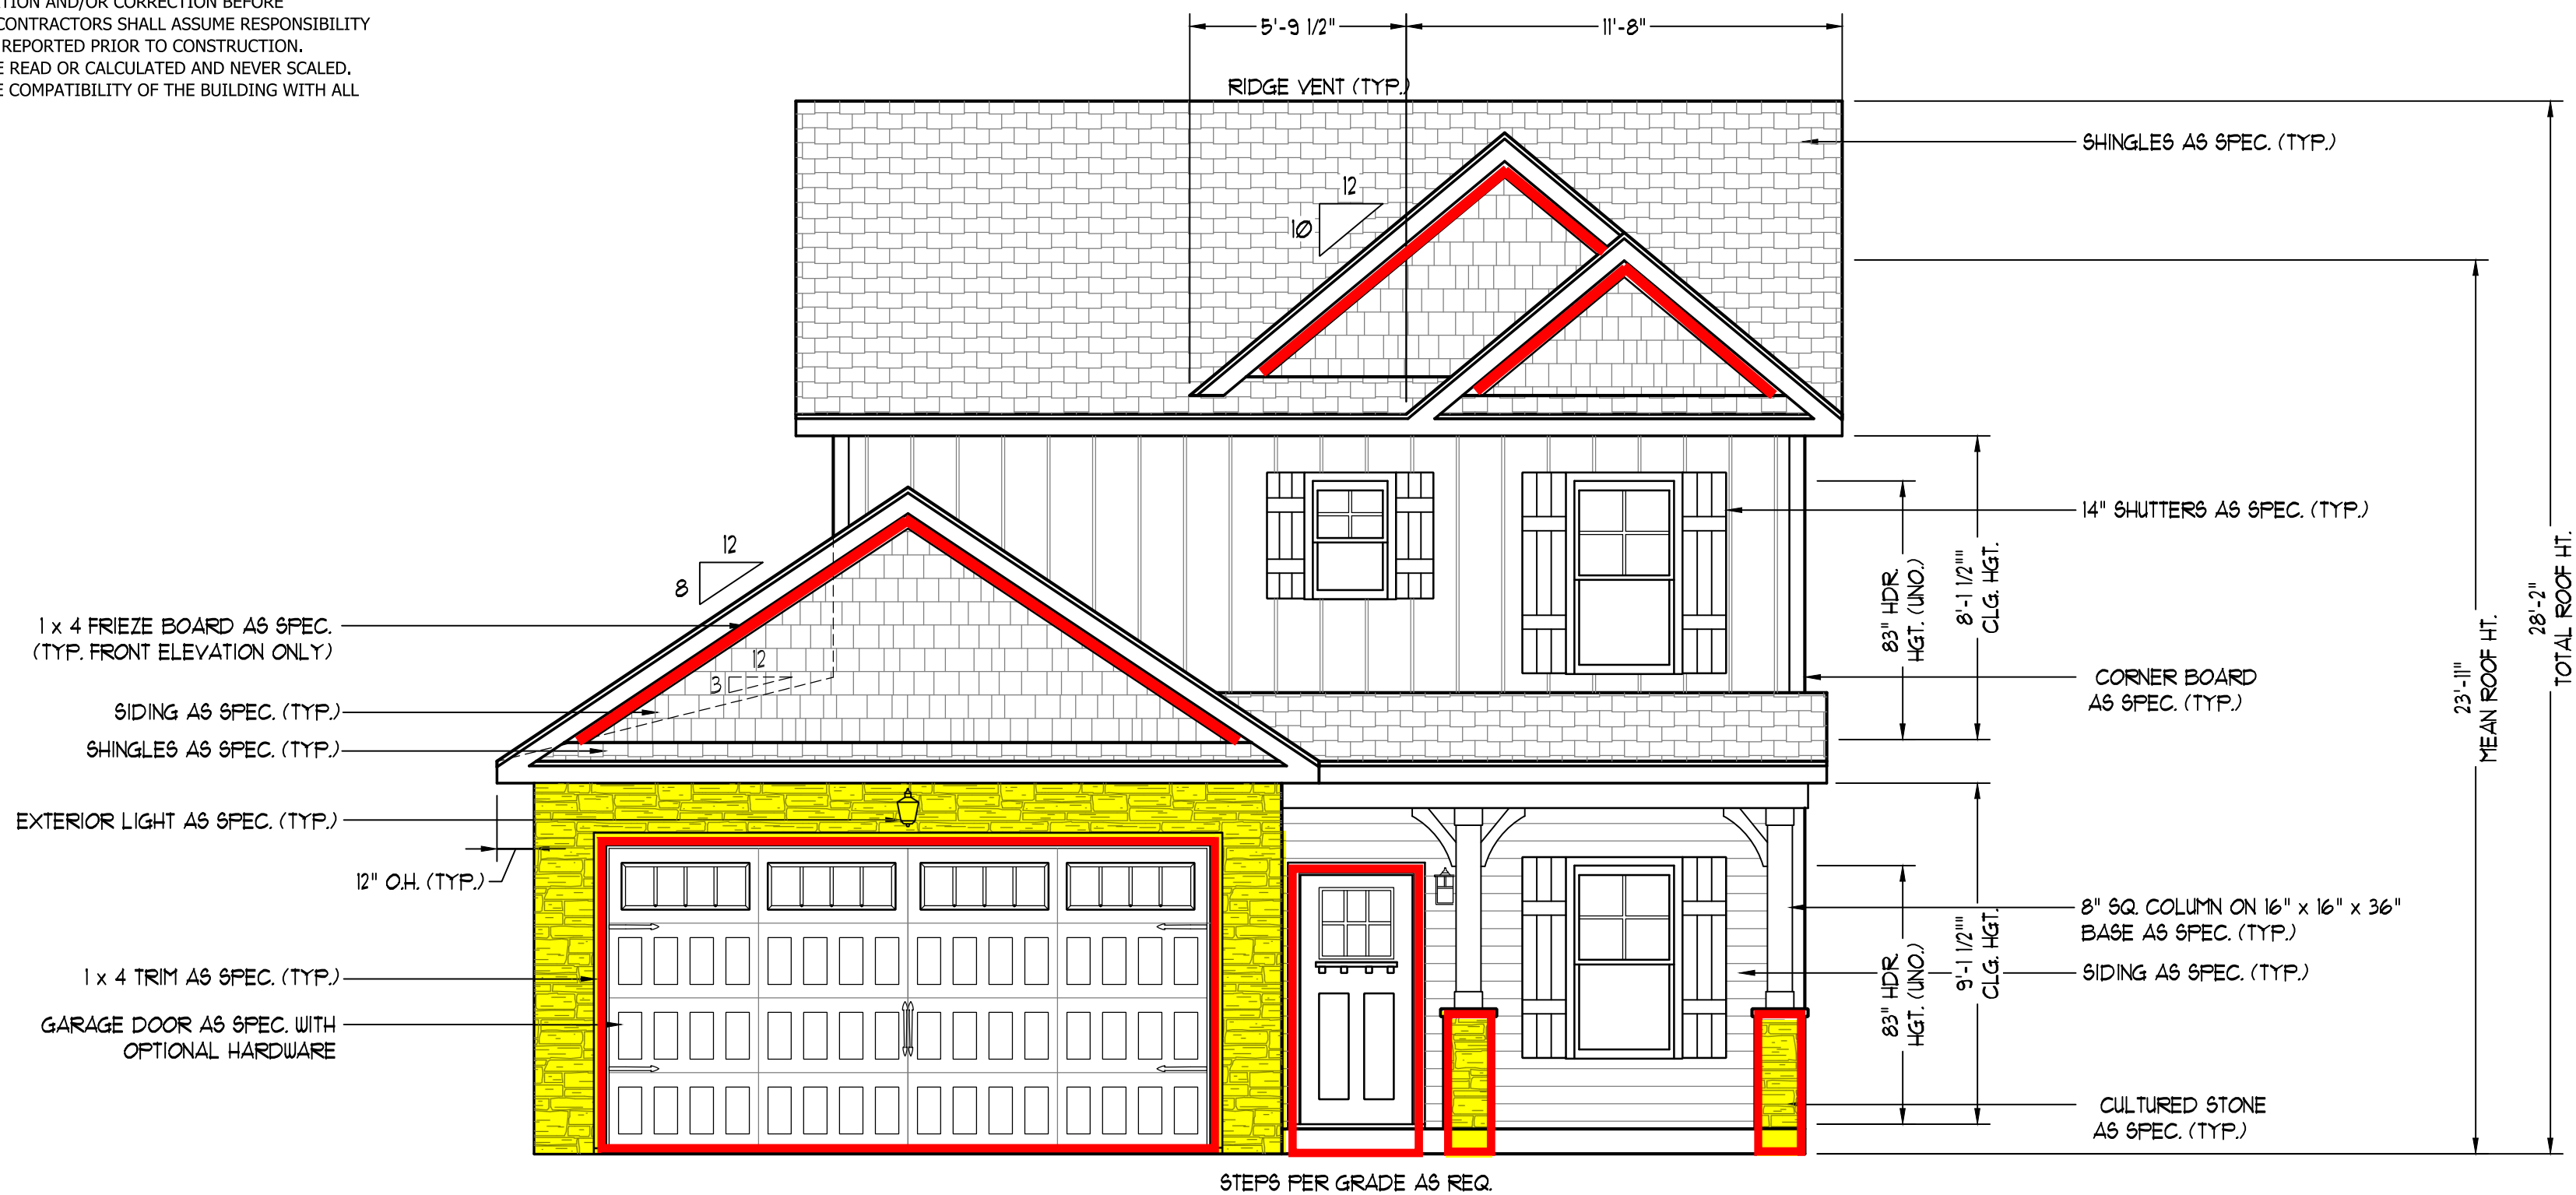 TION AND/OR CORRECTION BEFORE
CONTRACTORS SHALL ASSUME RESPONSIBILITY
REPORTED PRIOR TO CONSTRUCTION.
E READ OR CALCULATED AND NEVER SCALED.
E COMPATIBILITY OF THE BUILDING WITH ALL
5'-9 1/2"
11'-8"
RIDGE VENT (TYP.)
SHINGLES AS SPEC. (TYP.)
12
10
14" SHUTTERS AS SPEC. (TYP.)
12
8
1 x 4 FRIEZE BOARD AS SPEC.
(TYP. FRONT ELEVATION ONLY)
12
3
SIDING AS SPEC. (TYP.)
SHINGLES AS SPEC. (TYP.)
83" HDR.
HGT. (UNO.)
8'-1 1/2""
CLG. HGT.
CORNER BOARD
AS SPEC. (TYP.)
23'-11"
MEAN ROOF HT.
28'-2"
TOTAL ROOF HT.
EXTERIOR LIGHT AS SPEC. (TYP.)
12" O.H. (TYP.)
1 x 4 TRIM AS SPEC. (TYP.)
GARAGE DOOR AS SPEC. WITH
OPTIONAL HARDWARE
8" SQ. COLUMN ON 16" x 16" x 36"
BASE AS SPEC. (TYP.)
SIDING AS SPEC. (TYP.)
83" HDR.
HGT. (UNO.)
9'-1 1/2""
CLG. HGT.
CULTURED STONE
AS SPEC. (TYP.)
STEPS PER GRADE AS REQ.